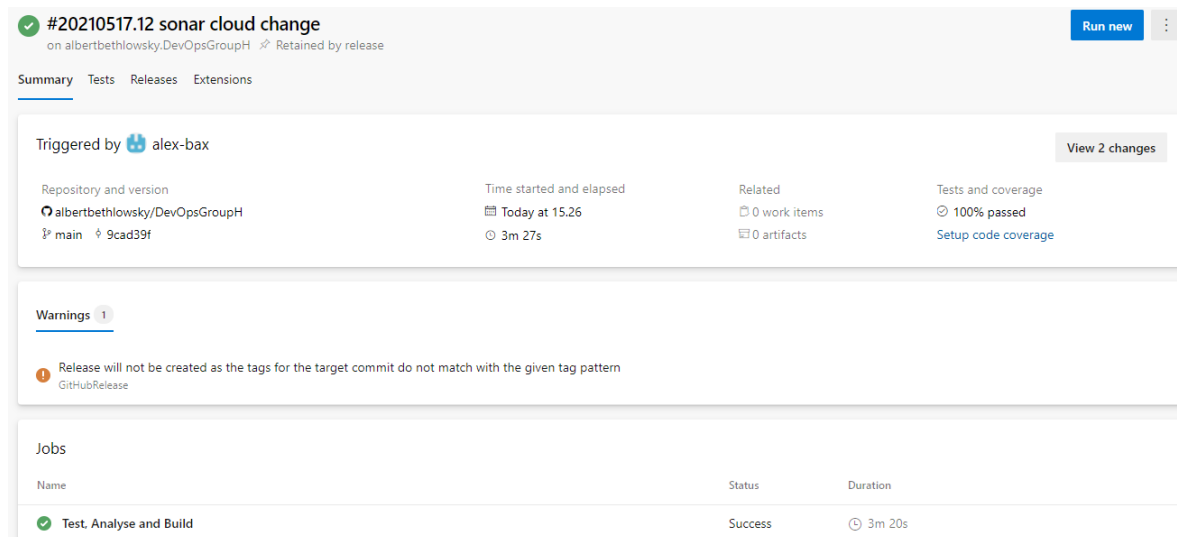 #20210517.12 sonar cloud change
on albertbethlowsky.DevOpsGroupH Retained by release
Run new
Summary Tests Releases Extensions
Triggered by alex-bax
View 2 changes
Repository and version Time started and elapsed Related Tests and coverage
albertbethlowsky/DevOpsGroupH Today at 15.26 0 work items 100% passed
main 9cad39f 3m 27s 0 artifacts Setup code coverage
Warnings 1
Release will not be created as the tags for the target commit do not match with the given tag pattern
GitHubRelease
Jobs
Name Status Duration
Test, Analyse and Build Success 3m 20s